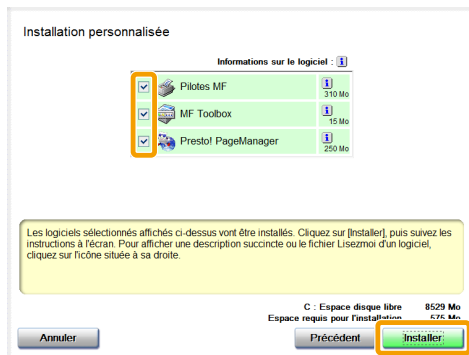 Installation personnalisée
Informations sur le logiciel :
Pilotes MF
310 Mo
MF Toolbox
15 Mo
Presto! PageManager
250 Mo
Les logiciels sélectionnés affichés ci-dessus vont être installés. Cliquez sur [Installer], puis suivez les
instructions à l'écran. Pour afficher une description succincte ou le fichier Lisezmoi d'un logiciel,
cliquez sur l'icône située à sa droite.
C : Espace disque libre 8529 Mo
Espace requis pour l'installation 575 Mo
Annuler Précédent Installer